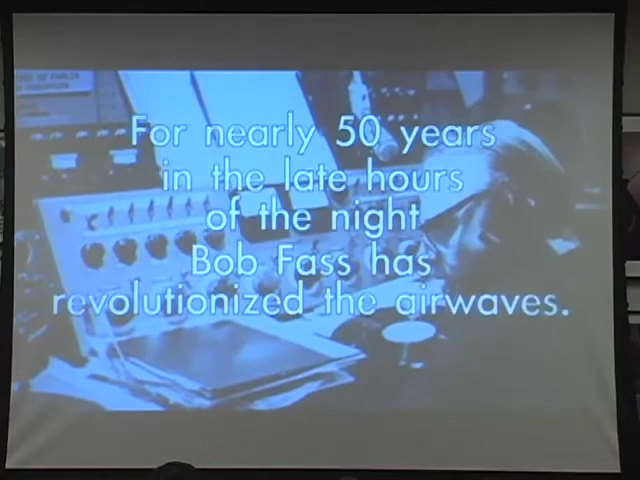 For nearly 50 years
in the late hours
of the night
Bob Fass has
revolutionized the airwaves.